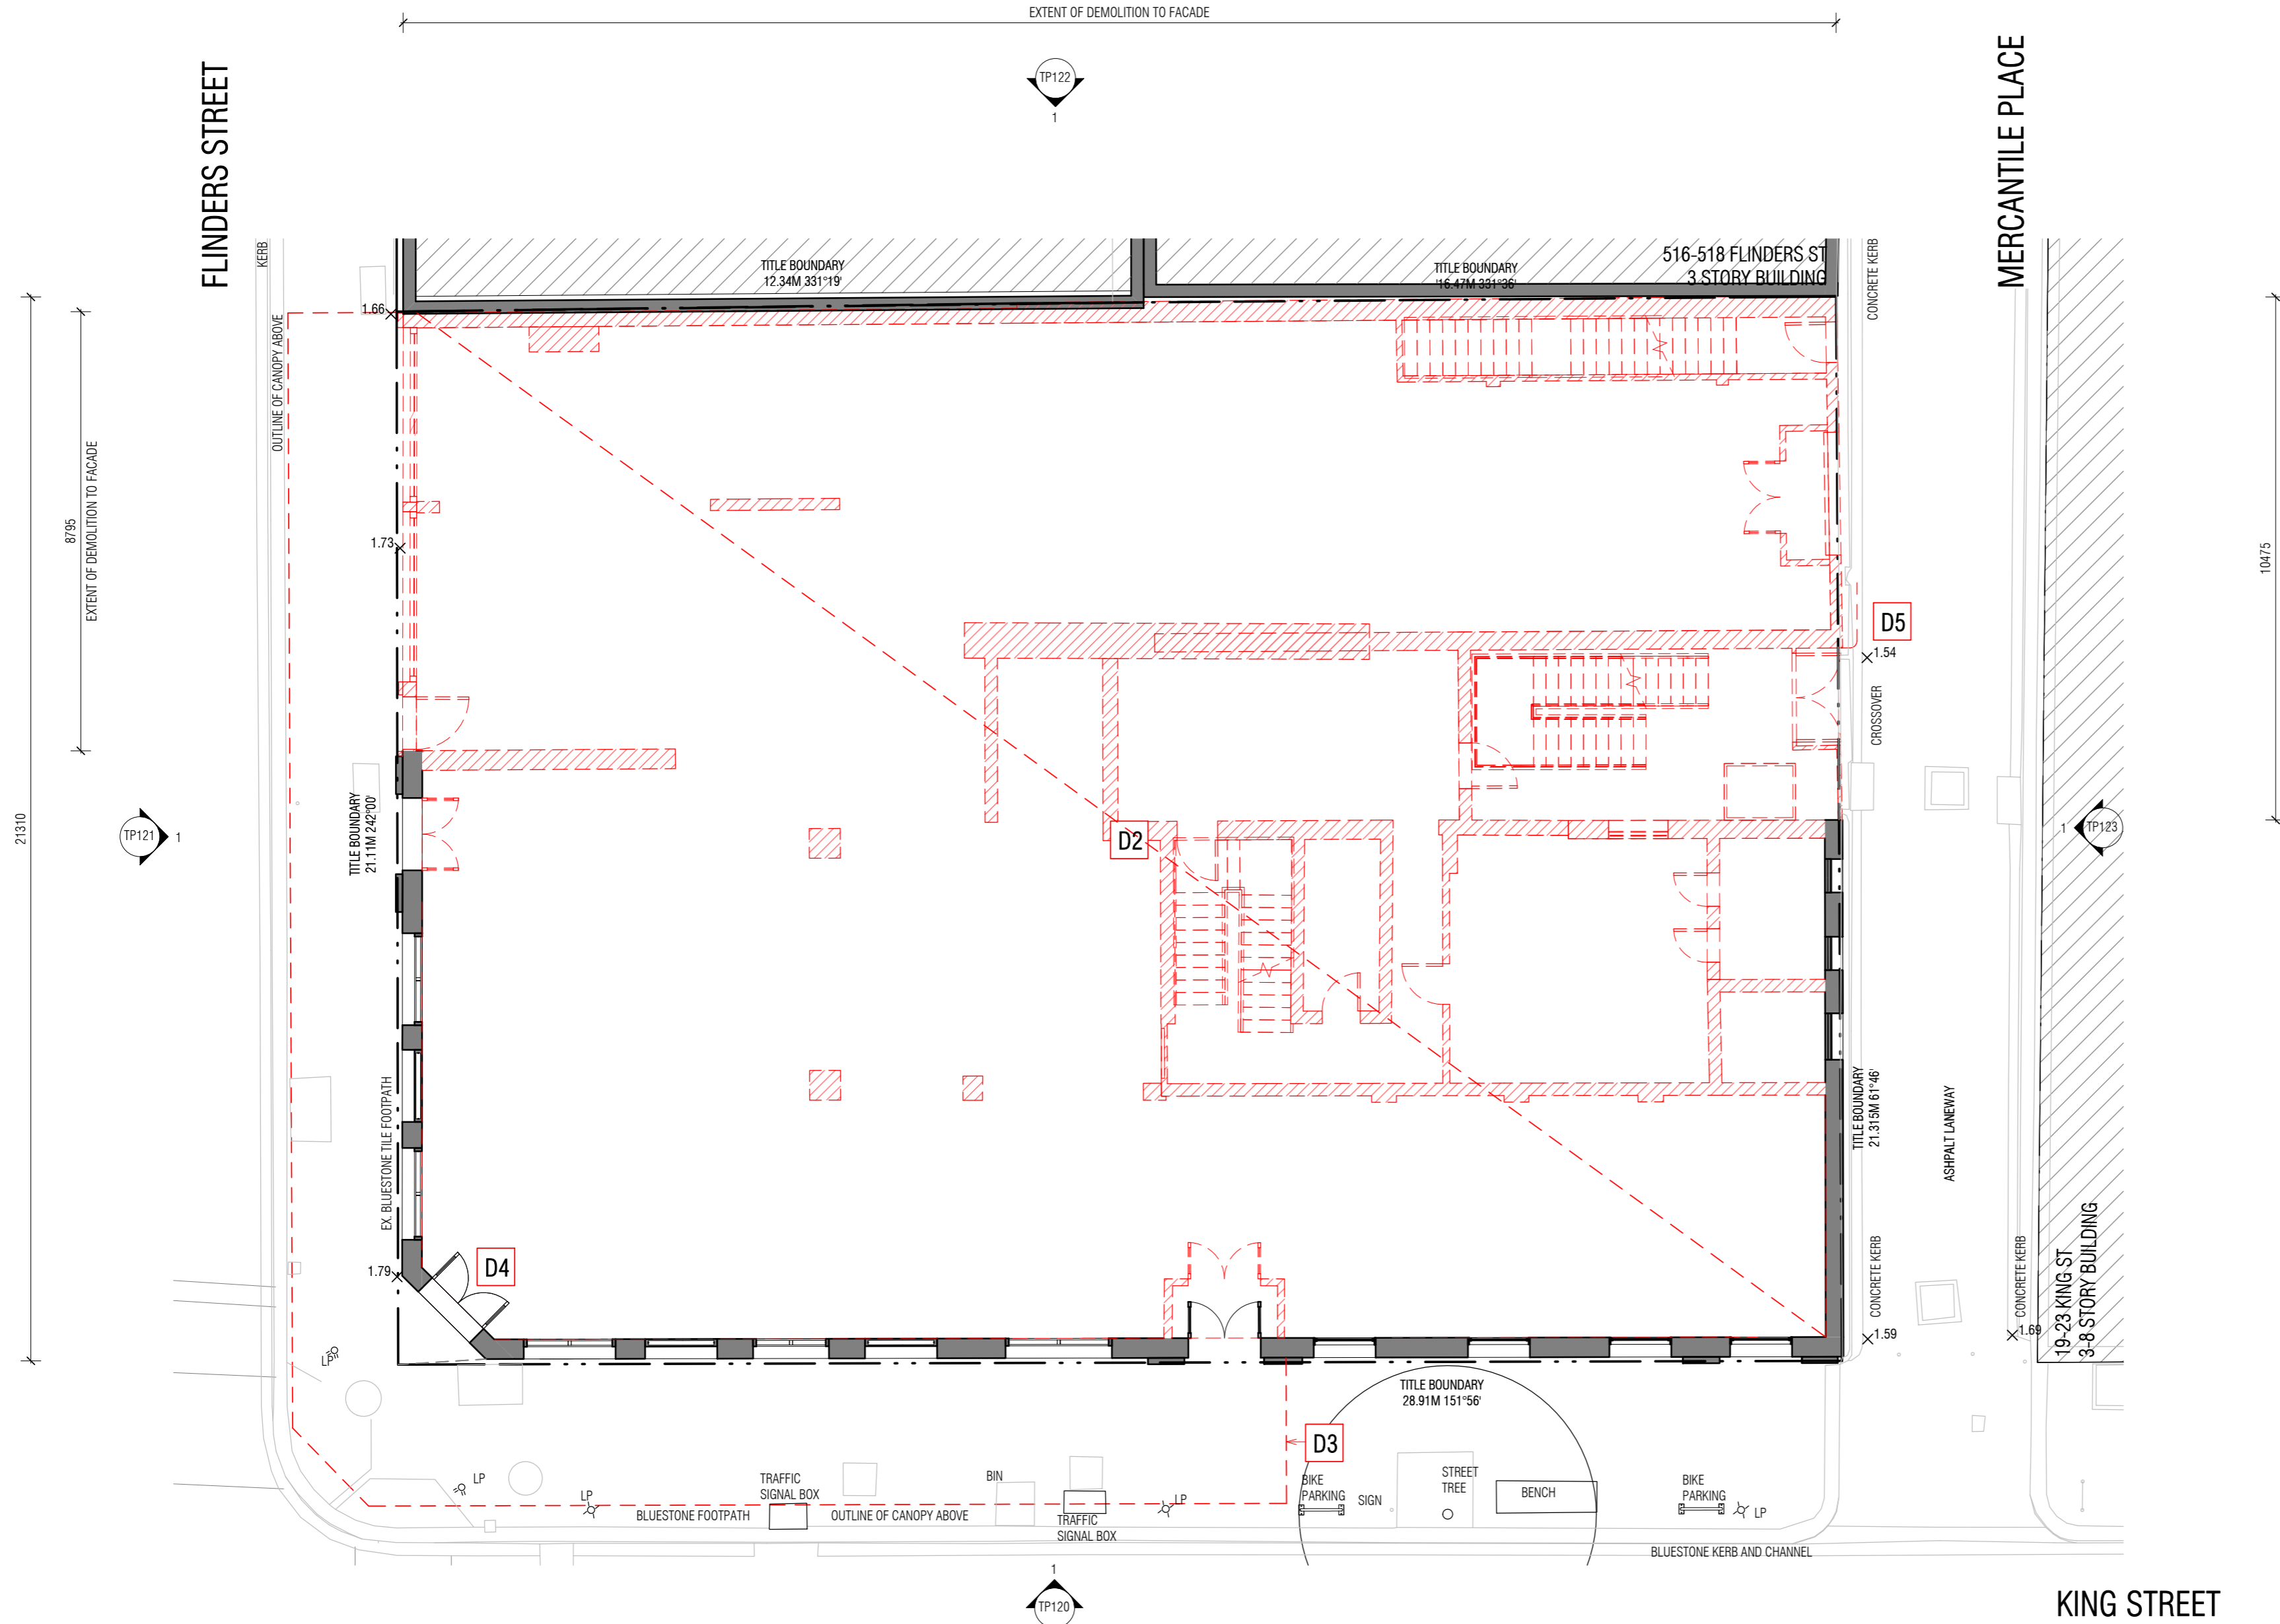 EXTENT OF DEMOLITION TO FACADE
FLINDERS STREET
MERCANTILE PLACE
TP122
1
KERB
TITLE BOUNDARY
12.34M 331°19'
TITLE BOUNDARY
16.47M 331°36'
516-518 FLINDERS ST
3 STORY BUILDING
CONCRETE KERB
1.66
OUTLINE OF CANOPY ABOVE
8795
EXTENT OF DEMOLITION TO FACADE
1.73
10475
D5
1.54
CROSSOVER
21310
TP121
1
TITLE BOUNDARY
21.11M 242°00'
D2
1
TP123
EX. BLUESTONE TILE FOOTPATH
TITLE BOUNDARY
21.315M 61°46'
ASHPALT LANEWAY
1.79
D4
CONCRETE KERB
CONCRETE KERB
19-23 KING ST
3-8 STORY BUILDING
1.59
1.69
LP
TITLE BOUNDARY
28.91M 151°56'
D3
LP
LP
TRAFFIC
SIGNAL BOX
BIN
LP
BIKE
PARKING
SIGN
STREET
TREE
BENCH
BIKE
PARKING
LP
BLUESTONE FOOTPATH
OUTLINE OF CANOPY ABOVE
TRAFFIC
SIGNAL BOX
BLUESTONE KERB AND CHANNEL
1
TP120
KING STREET